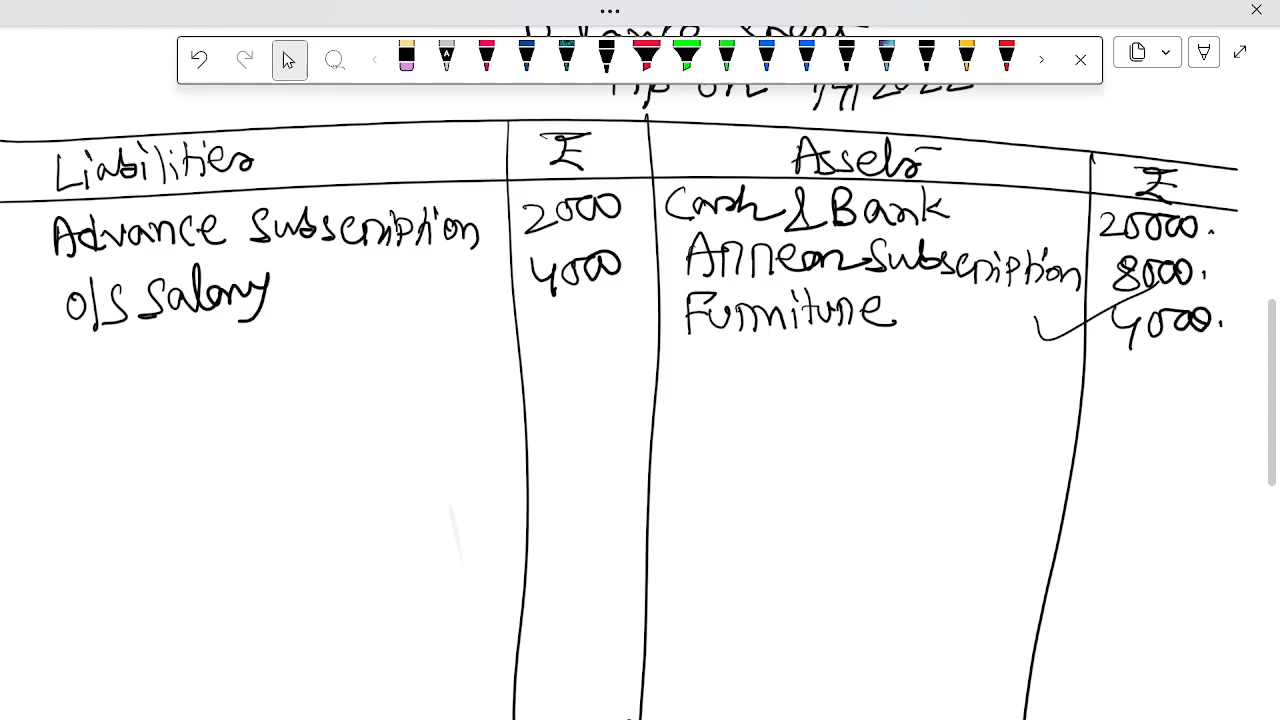 Liabilities ₹ Assets ₹
Advance Subscription 2000 Cash & Bank 20000.
O/S Salary 4000 Arrear Subscription 8000.
Furniture 4000.